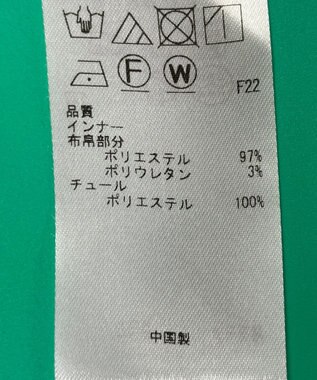 F W
F22
品質
インナー
布帛部分
ポリエステル 97%
ポリウレタン 3%
チュール
ポリエステル 100%
中国製